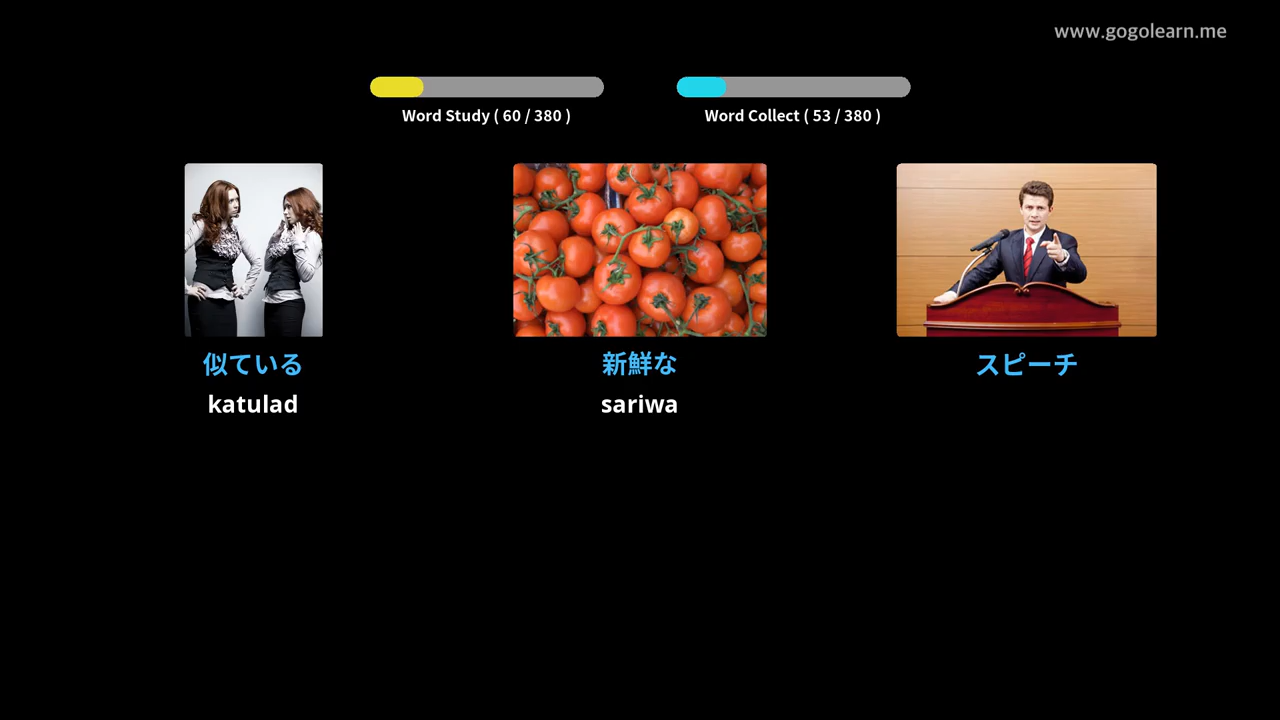 www.gogolearn.me
Word Study ( 60 / 380 )
Word Collect ( 53 / 380 )
似ている
新鮮な
スピーチ
katulad
sariwa